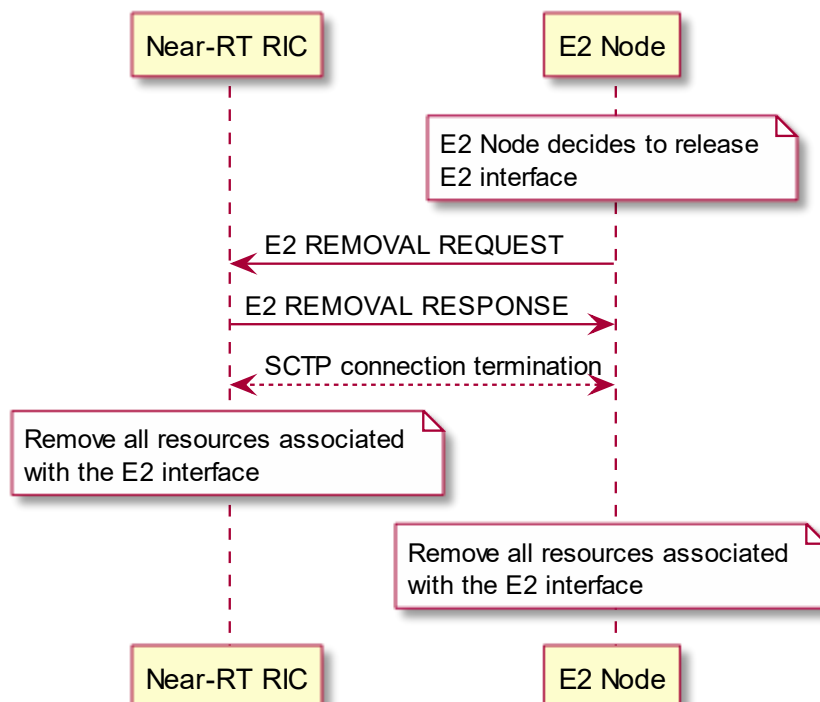 Near-RT RIC
E2 Node
E2 Node decides to release
E2 interface
E2 REMOVAL REQUEST
E2 REMOVAL RESPONSE
SCTP connection termination
Remove all resources associated
with the E2 interface
Remove all resources associated
with the E2 interface
Near-RT RIC
E2 Node